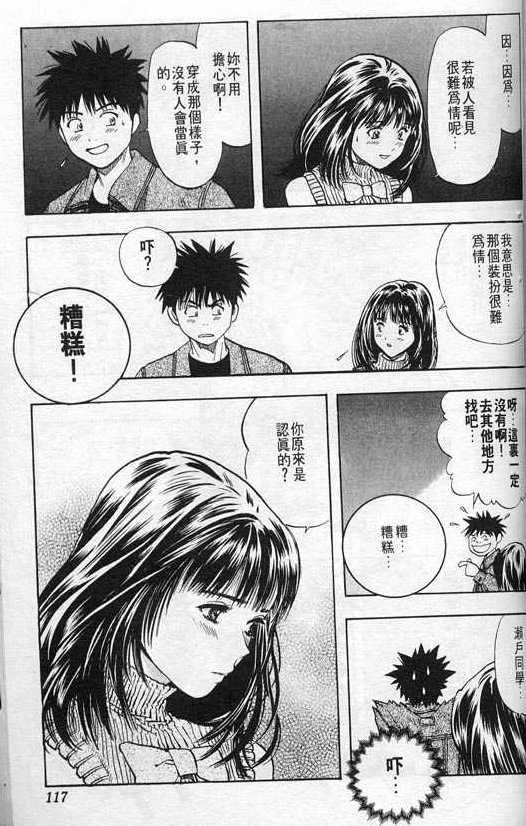 因…因爲…
若被人看見
很難爲情呢…
妳不用
擔心啊！
穿成那個樣子，
沒有人會當眞
的。
我意思是…
那個裝扮很難
爲情…
吓？
糟糕！
呀…這裏一定
沒有啊！
去其他地方
找吧…
糟…
糟糕…
瀨戶同學…
吓…
你原來是
認眞的？
117